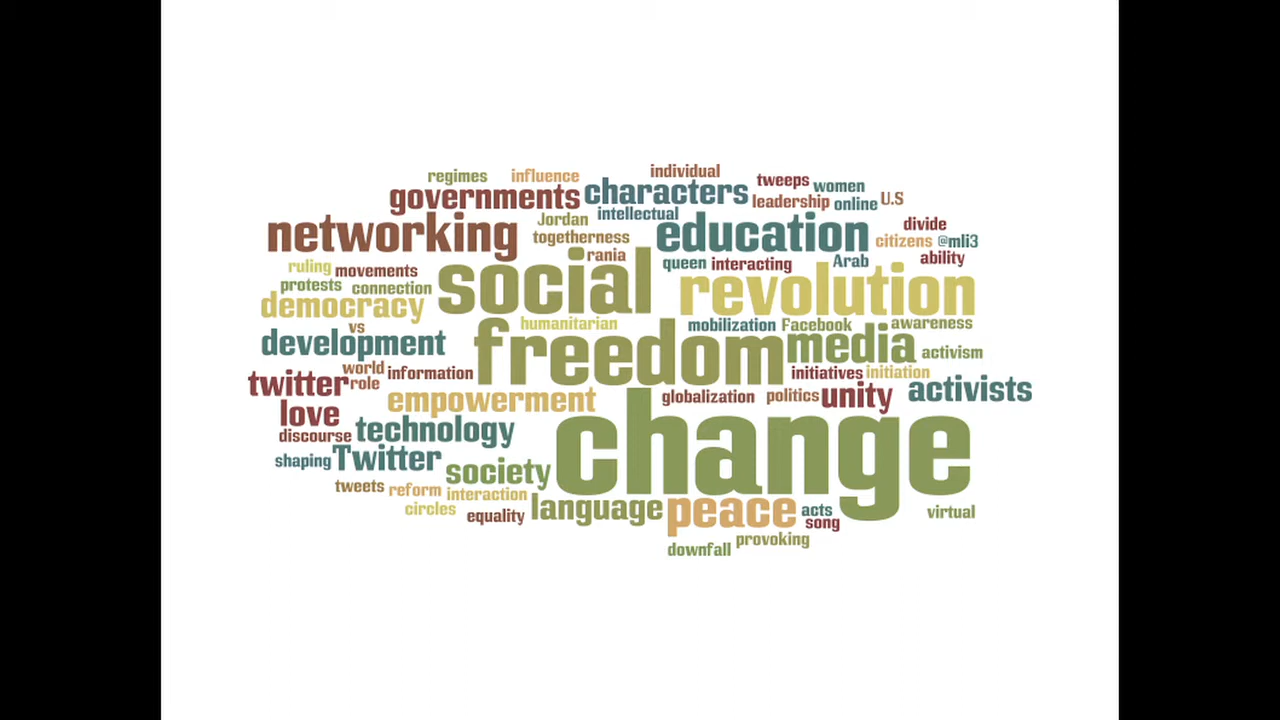 individual
regimes influence tweeps women
governments characters leadership online U.S
Jordan intellectual
networking togetherness education divide
citizens @mli3
rania
queen interacting Arab ability
ruling movements
protests connection social revolution
democracy
humanitarian mobilization Facebook awareness
vs
development freedom media activism
world information initiatives initiation
twitter role activists
empowerment globalization politics unity
love
discourse technology change
shaping Twitter society
tweets reform interaction
circles equality language peace acts virtual
song
downfall provoking